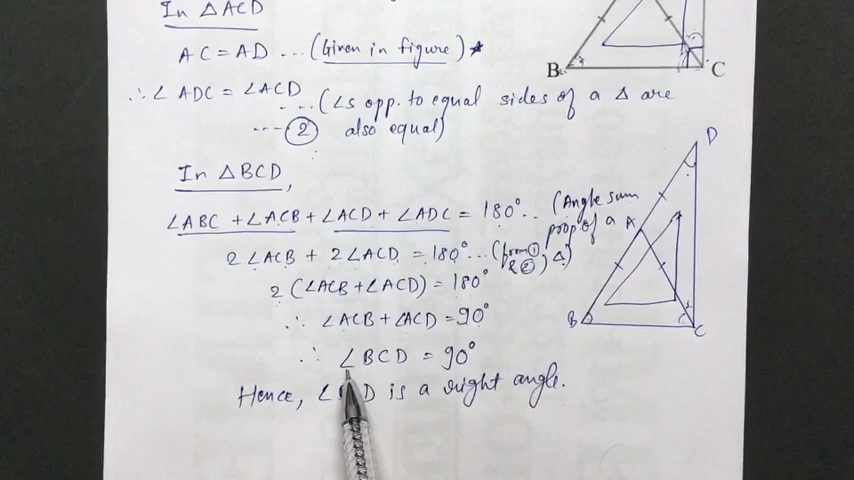 In △ACD
AC = AD ... (Given in figure)
∴ ∠ADC = ∠ACD
.... (∠s opp. to equal sides of a △ are
---- ② also equal)
In △BCD,
∠ABC + ∠ACB + ∠ACD + ∠ADC = 180° .. (Angle sum
prop of a △)
2∠ACB + 2∠ACD = 180° ... (from ① & ②)
2 (∠ACB + ∠ACD) = 180°
∴ ∠ACB + ∠ACD = 90°
∴ ∠BCD = 90°
Hence, ∠ D is a right angle.
B
C
D
A
B
C